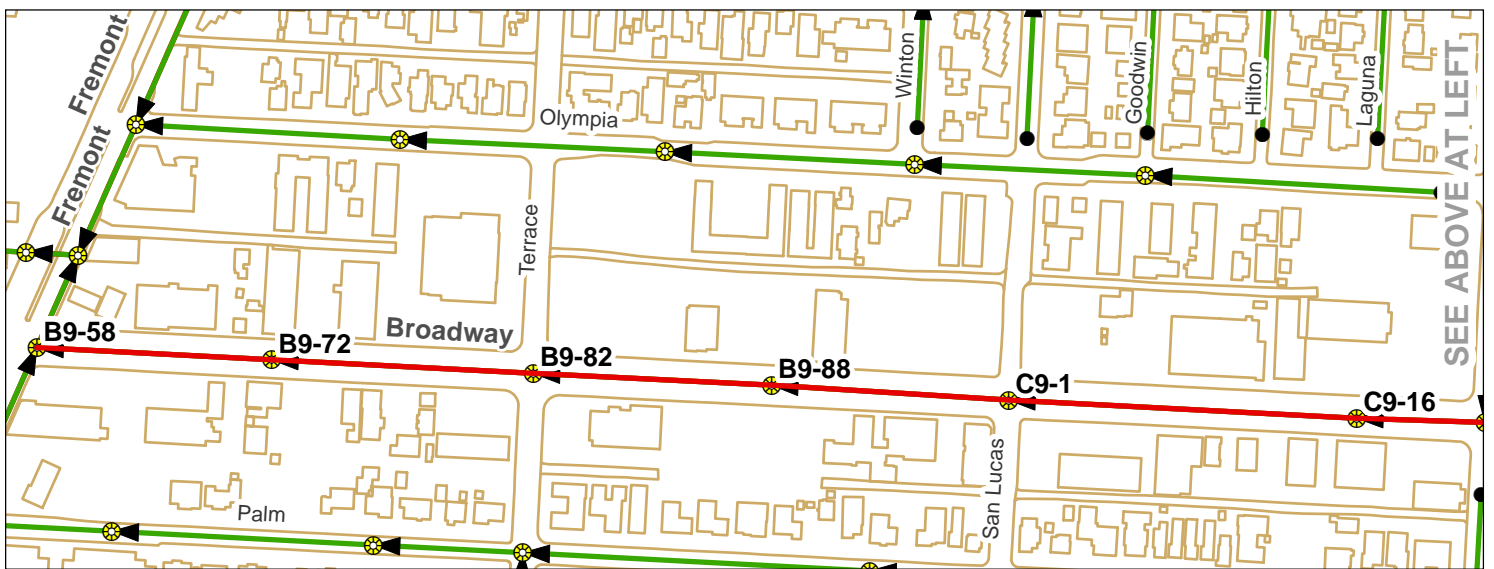 Fremont
Winton
Goodwin
Hilton
Laguna
SEE ABOVE AT LEFT
Olympia
Fremont
Terrace
Broadway
B9-58
B9-72
B9-82
B9-88
C9-1
C9-16
San Lucas
Palm